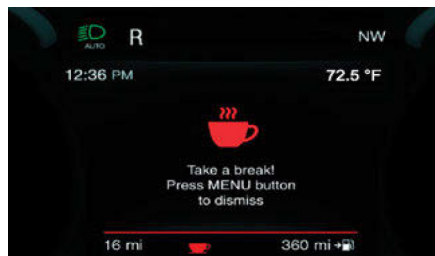 AUTO R NW
12:36 PM 72.5 °F
Take a break!
Press MENU button
to dismiss
16 mi 360 mi